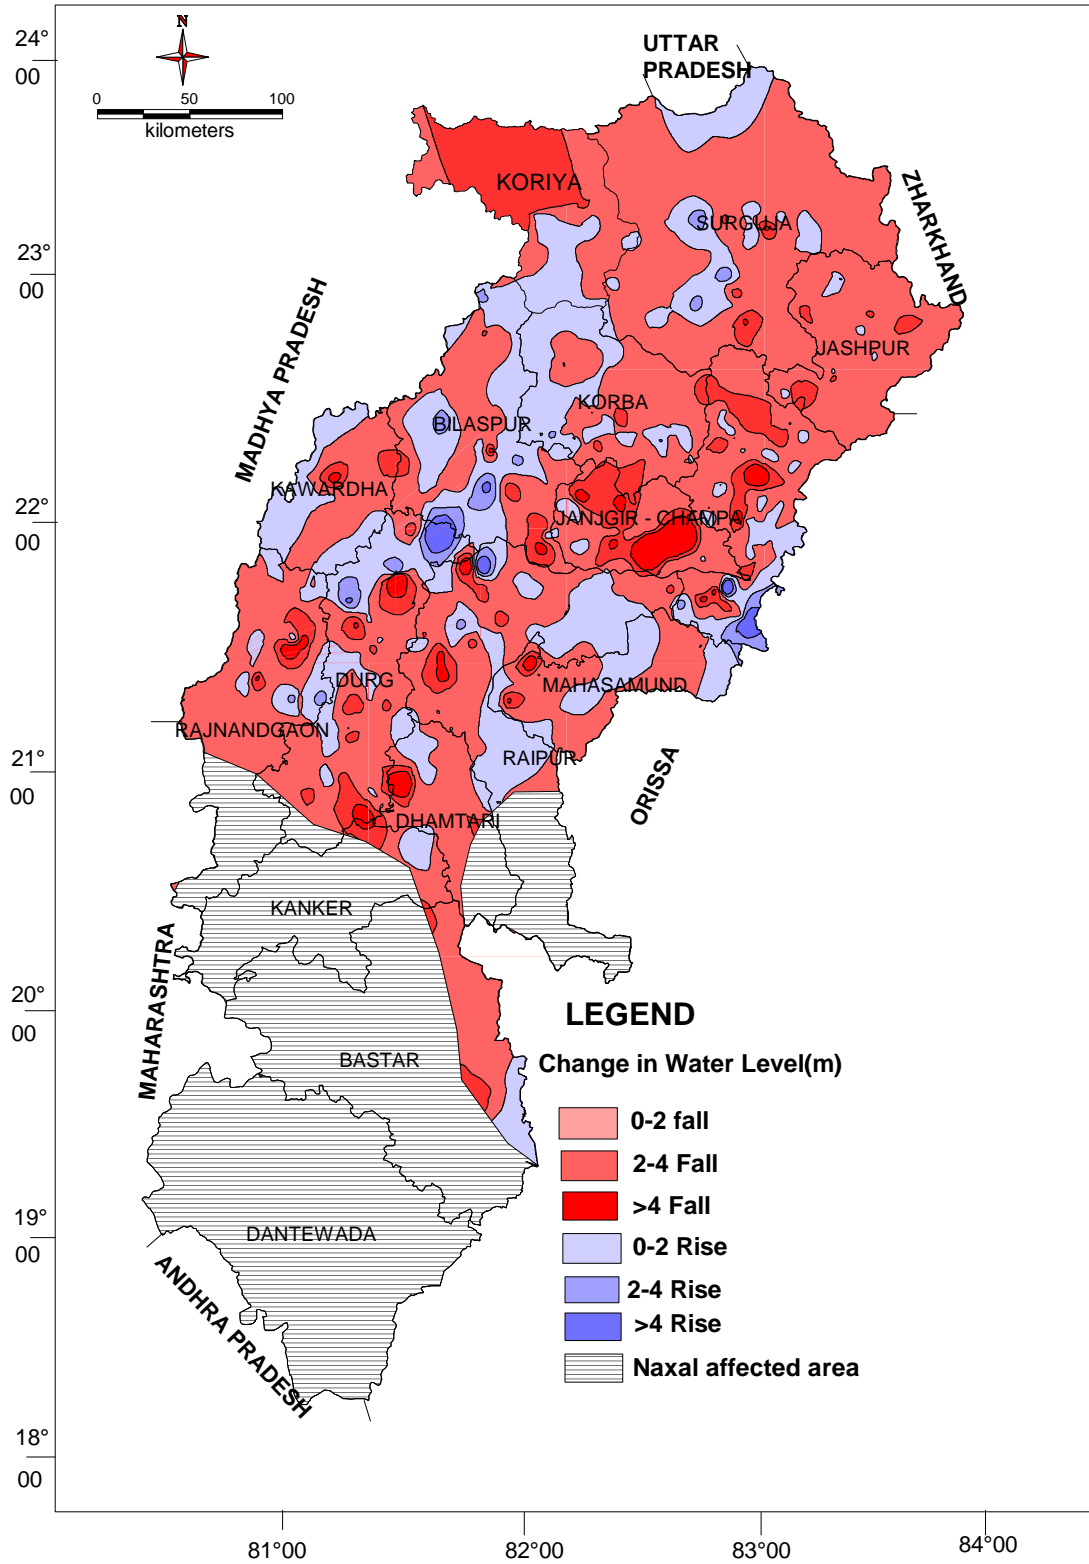 24°
00
N
0 50 100
kilometers
UTTAR
PRADESH
KORIYA
SURGUJA
ZHARKHAND
23°
00
MADHYA PRADESH
JASHPUR
KORBA
BILASPUR
KAWARDHA
22°
00
JANJGIR - CHAMPA
DURG
MAHASAMUND
RAJNANDGAON
RAIPUR
21°
00
ORISSA
DHAMTARI
KANKER
MAHARASHTRA
20°
00
BASTAR
LEGEND
Change in Water Level(m)
0-2 fall
2-4 Fall
>4 Fall
0-2 Rise
2-4 Rise
>4 Rise
Naxal affected area
19°
00
DANTEWADA
ANDHRA PRADESH
18°
00
81°00 82°00 83°00 84°00